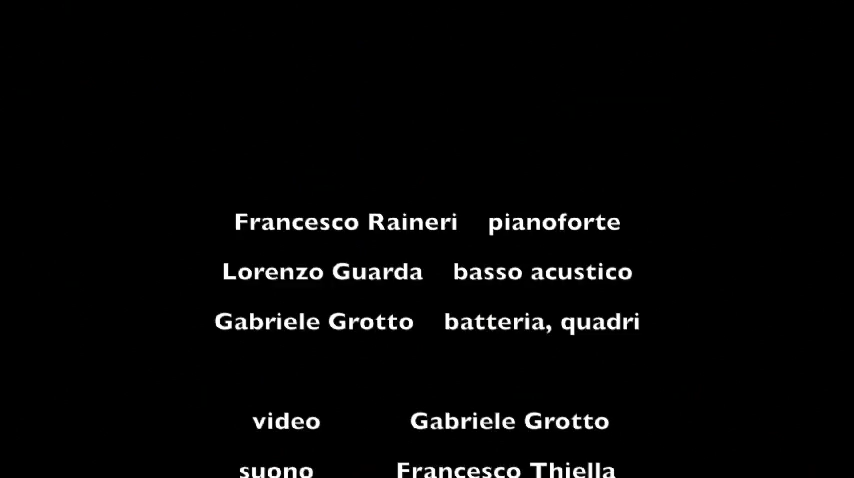 Francesco Raineri pianoforte
Lorenzo Guarda basso acustico
Gabriele Grotto batteria, quadri
video Gabriele Grotto
suono Francesco Thiella